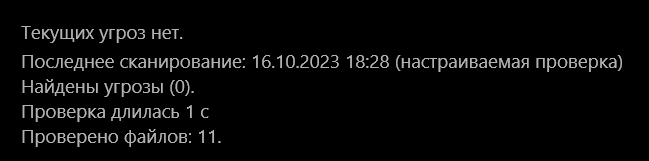 Текущих угроз нет.
Последнее сканирование: 16.10.2023 18:28 (настраиваемая проверка)
Найдены угрозы (0).
Проверка длилась 1 с
Проверено файлов: 11.